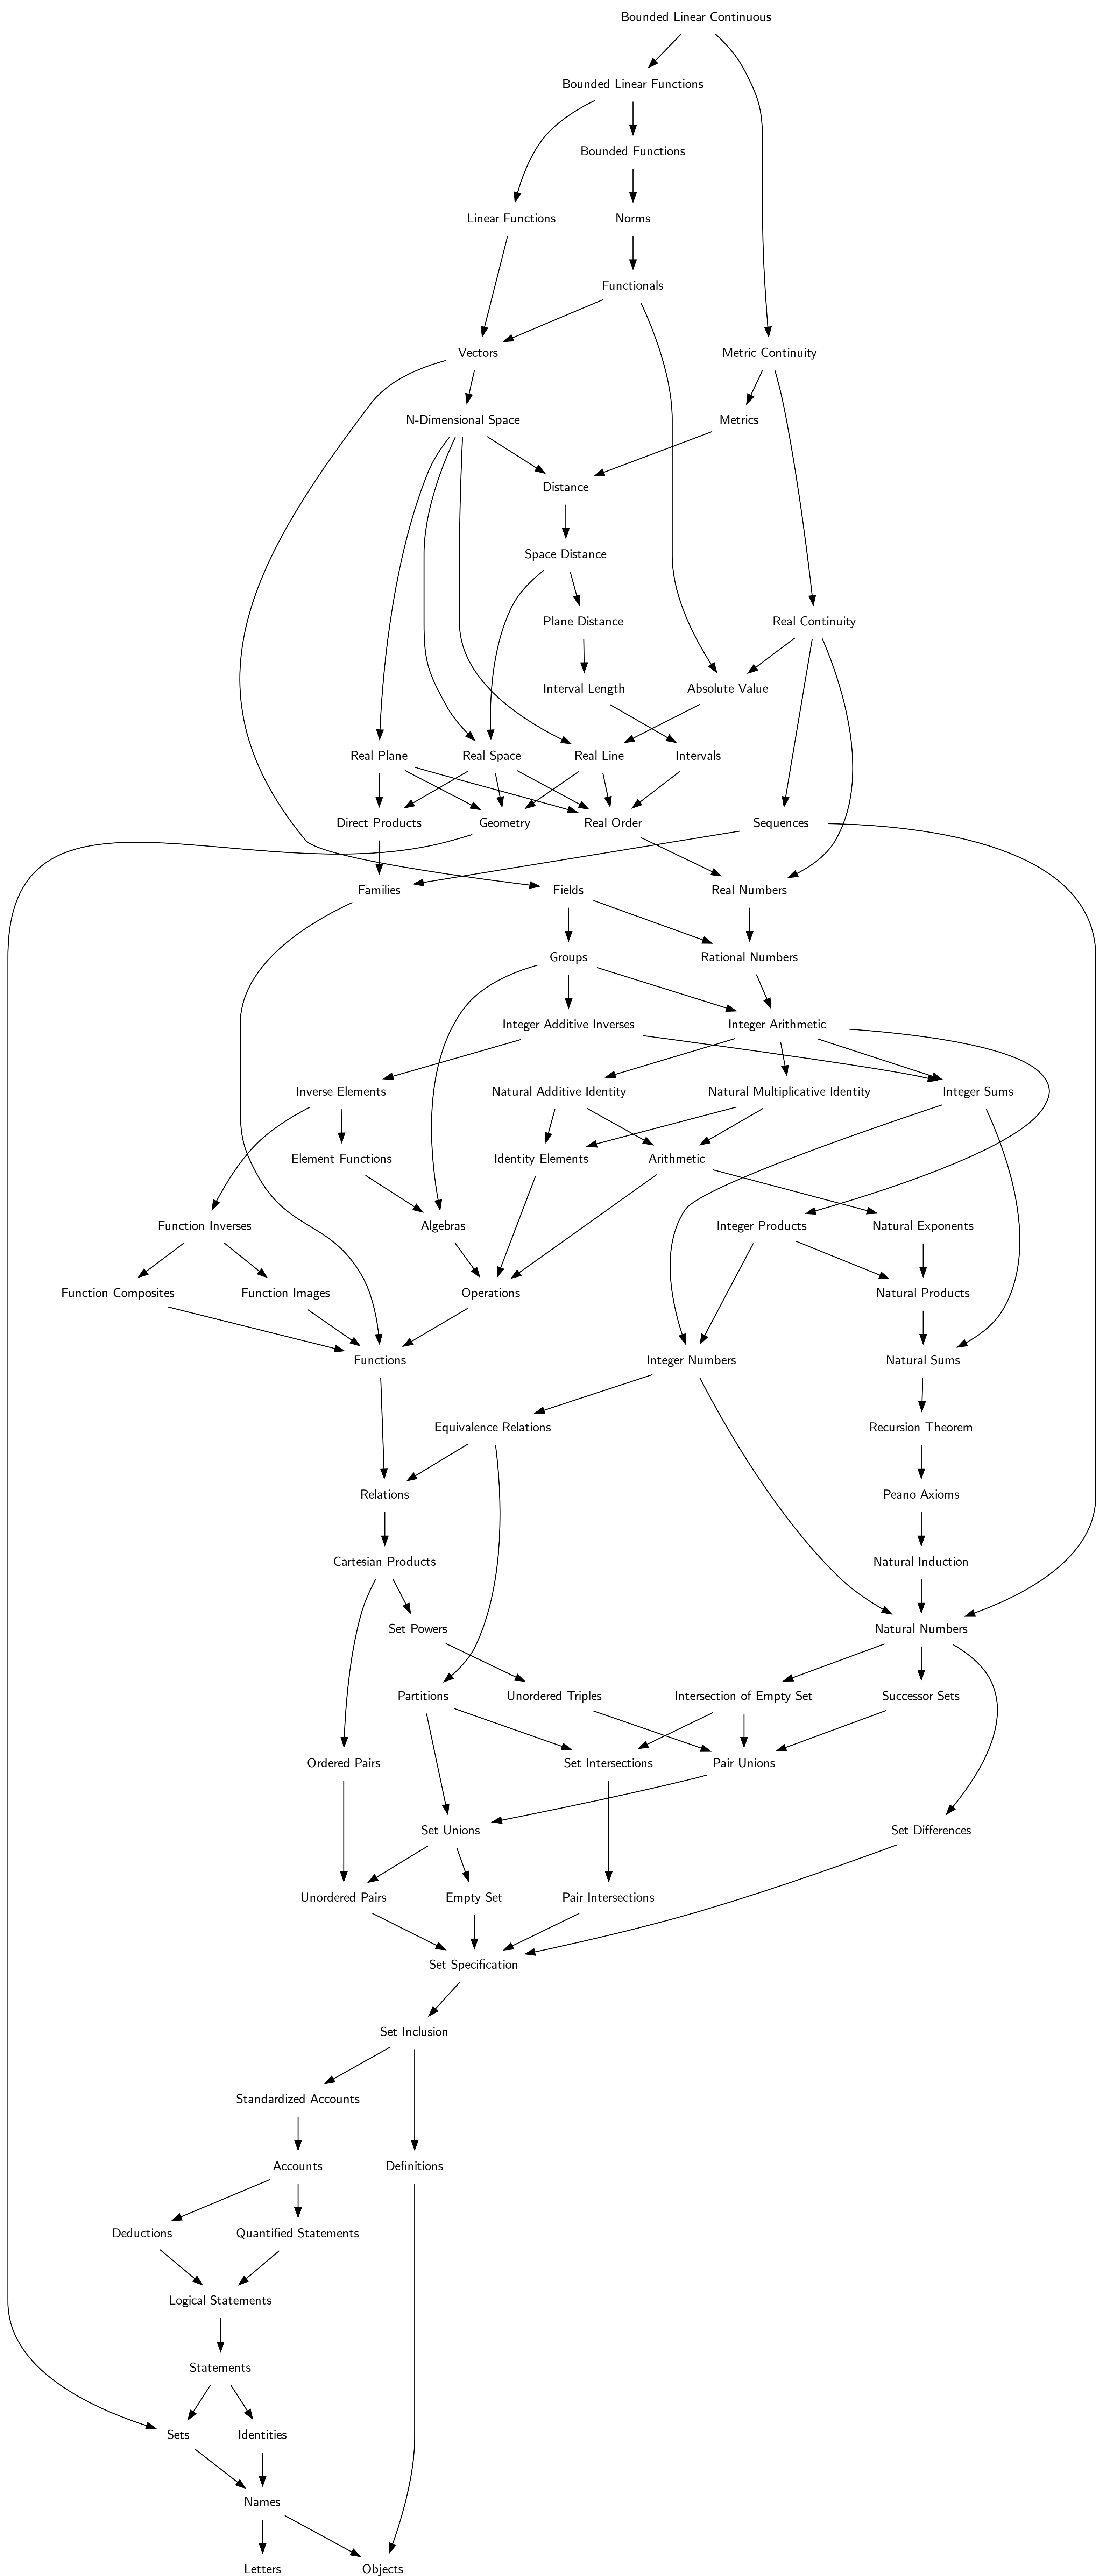 Bounded Linear Continuous
Bounded Linear Functions
Bounded Functions
Linear Functions
Norms
Functionals
Vectors
Metric Continuity
N-Dimensional Space
Metrics
Distance
Space Distance
Plane Distance
Real Continuity
Interval Length
Absolute Value
Real Plane
Real Space
Real Line
Intervals
Direct Products
Geometry
Real Order
Sequences
Families
Fields
Real Numbers
Groups
Rational Numbers
Integer Additive Inverses
Integer Arithmetic
Inverse Elements
Natural Additive Identity
Natural Multiplicative Identity
Integer Sums
Element Functions
Identity Elements
Arithmetic
Function Inverses
Algebras
Integer Products
Natural Exponents
Function Composites
Function Images
Operations
Natural Products
Functions
Integer Numbers
Natural Sums
Equivalence Relations
Recursion Theorem
Relations
Peano Axioms
Cartesian Products
Natural Induction
Set Powers
Natural Numbers
Partitions
Unordered Triples
Intersection of Empty Set
Successor Sets
Ordered Pairs
Set Intersections
Pair Unions
Set Unions
Set Differences
Unordered Pairs
Empty Set
Pair Intersections
Set Specification
Set Inclusion
Standardized Accounts
Accounts
Definitions
Deductions
Quantified Statements
Logical Statements
Statements
Sets
Identities
Names
Letters
Objects